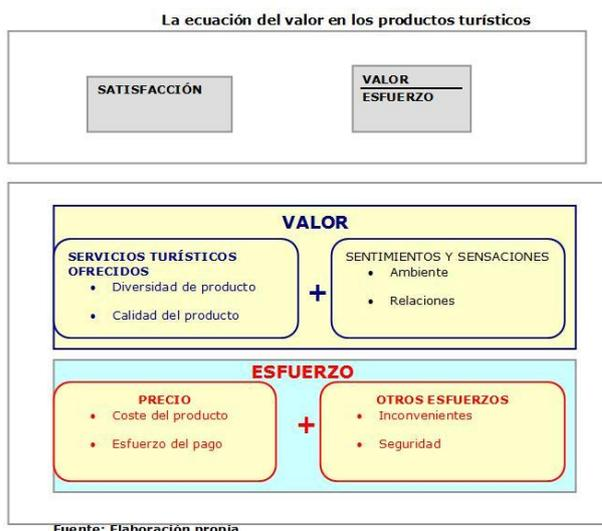 La ecuación del valor en los productos turísticos
SATISFACCIÓN
VALOR
ESFUERZO
VALOR
SERVICIOS TURÍSTICOS
OFRECIDOS
• Diversidad de producto
• Calidad del producto
+
SENTIMIENTOS Y SENSACIONES
• Ambiente
• Relaciones
ESFUERZO
PRECIO
• Coste del producto
• Esfuerzo del pago
+
OTROS ESFUERZOS
• Inconvenientes
• Seguridad
Fuente: Elaboración propia